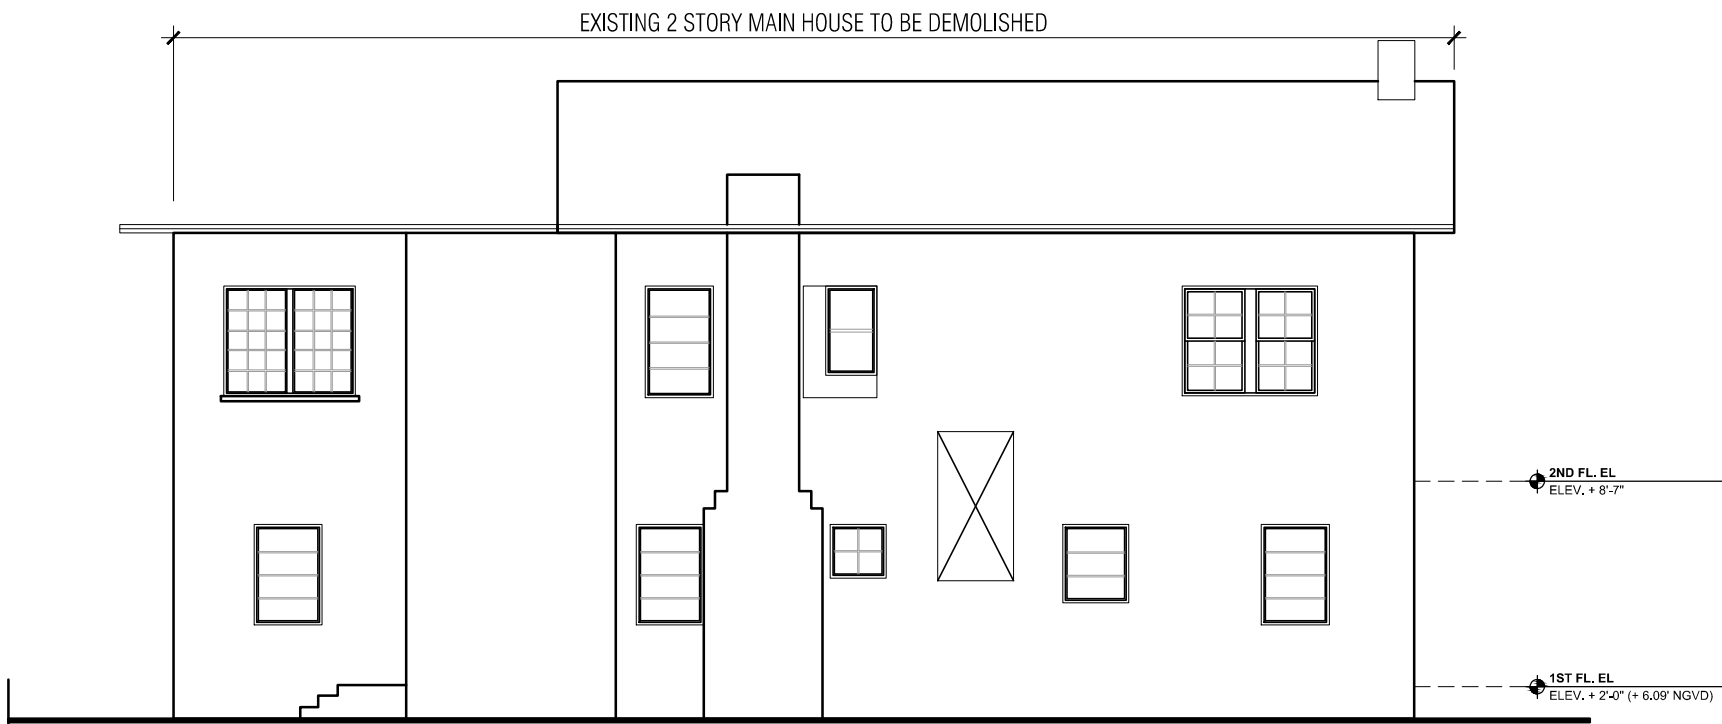 EXISTING 2 STORY MAIN HOUSE TO BE DEMOLISHED
2ND FL. EL
ELEV. + 8'-7"
1ST FL. EL
ELEV. + 2'-0" (+ 6.09' NGVD)